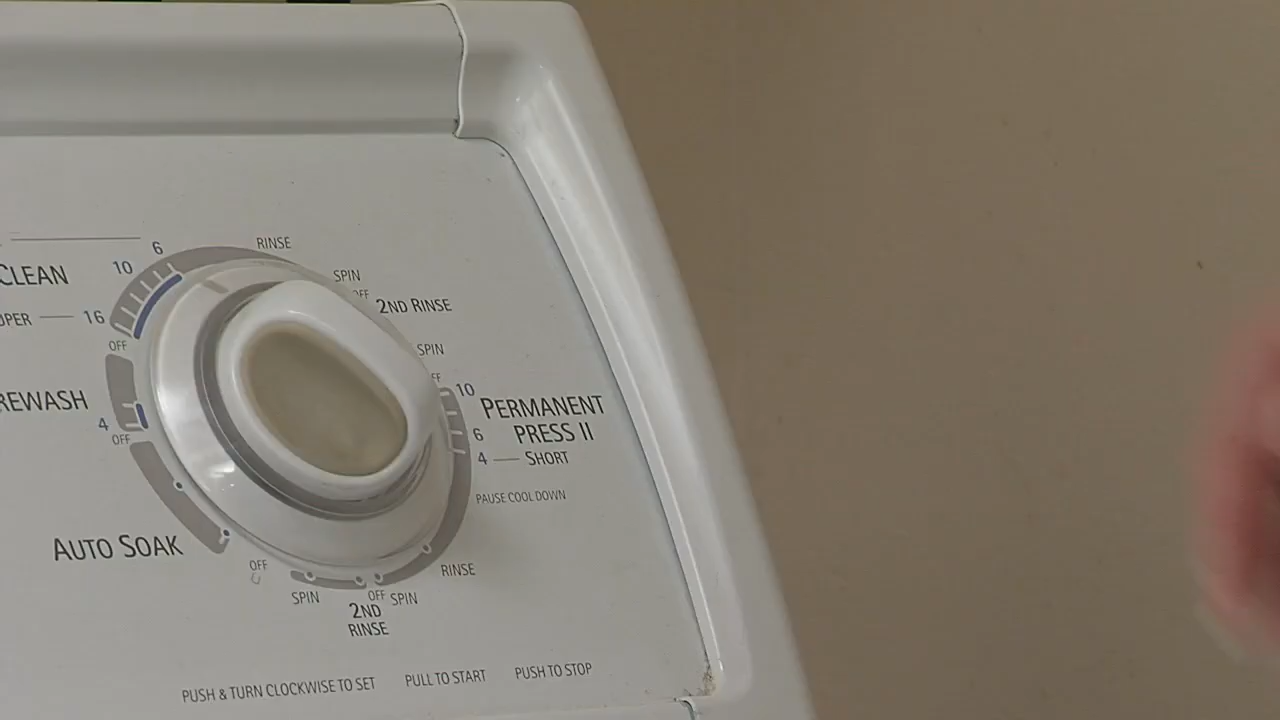 6
RINSE
10
CLEAN
SPIN
2ND RINSE
16
OFF
SPIN
10
REWASH
PERMANENT
PRESS II
4
OFF
6
4 SHORT
PAUSE COOL DOWN
AUTO SOAK
OFF
RINSE
SPIN
OFF
SPIN
2ND
RINSE
PUSH & TURN CLOCKWISE TO SET PULL TO START PUSH TO STOP